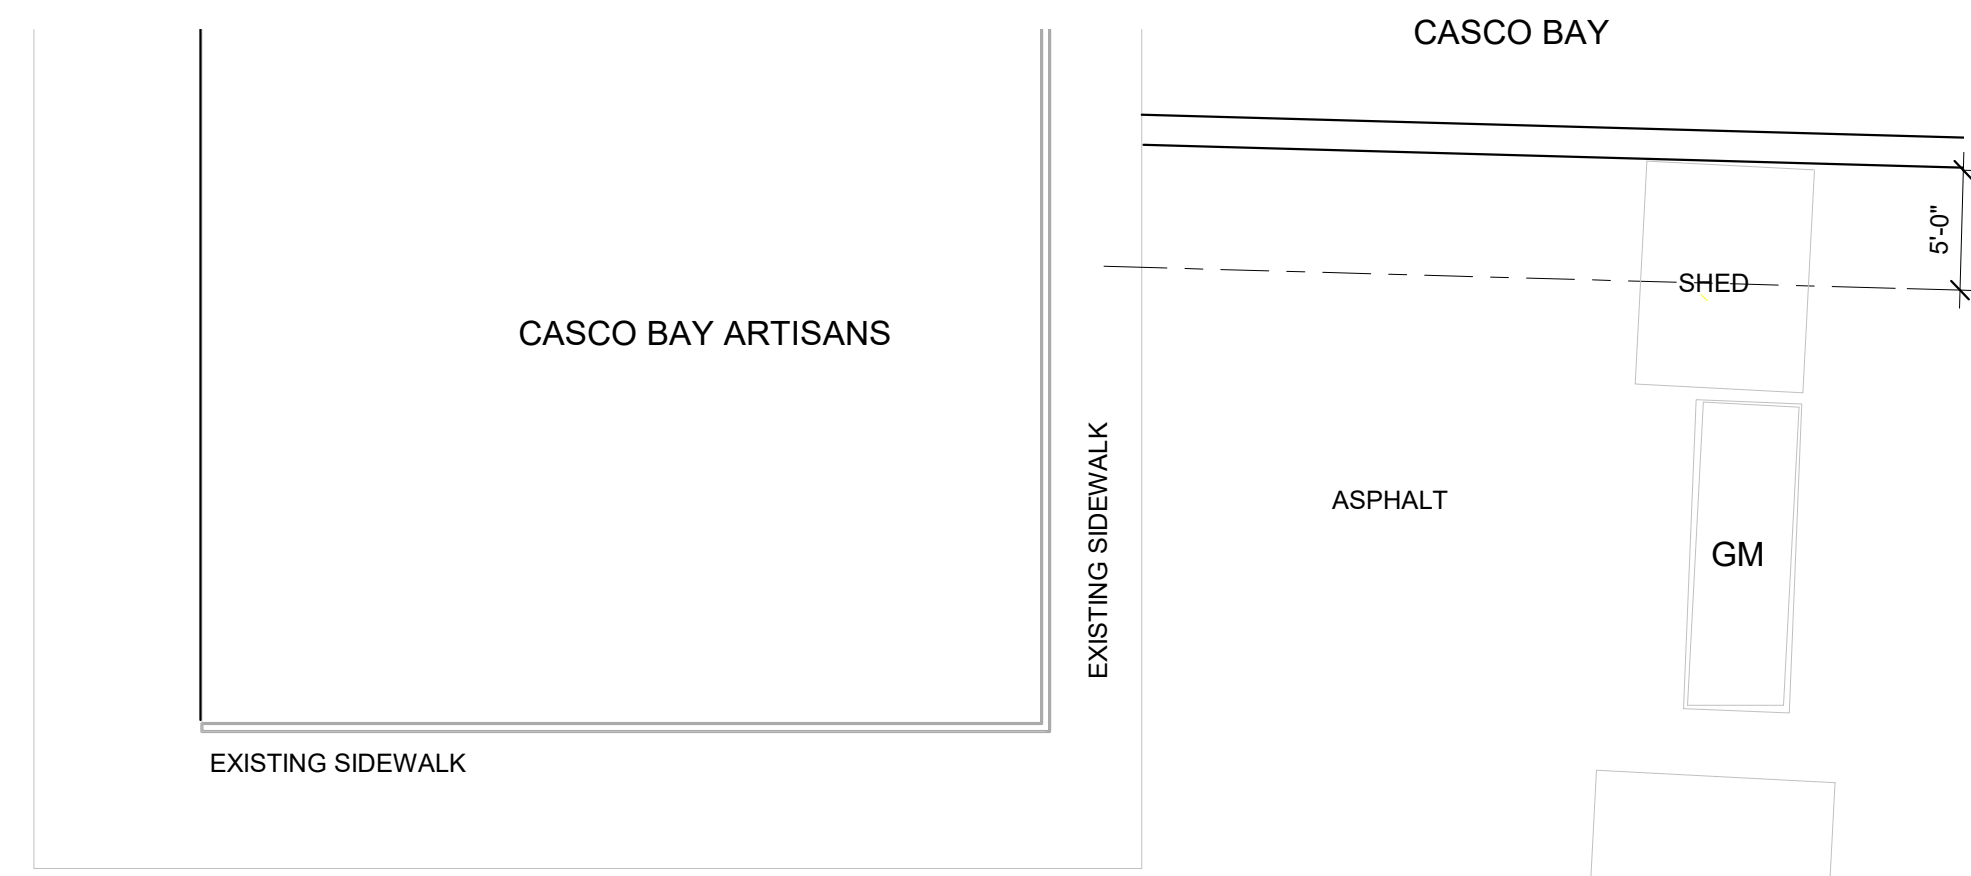 CASCO BAY
5'-0"
SHED
CASCO BAY ARTISANS
EXISTING SIDEWALK
ASPHALT
GM
EXISTING SIDEWALK